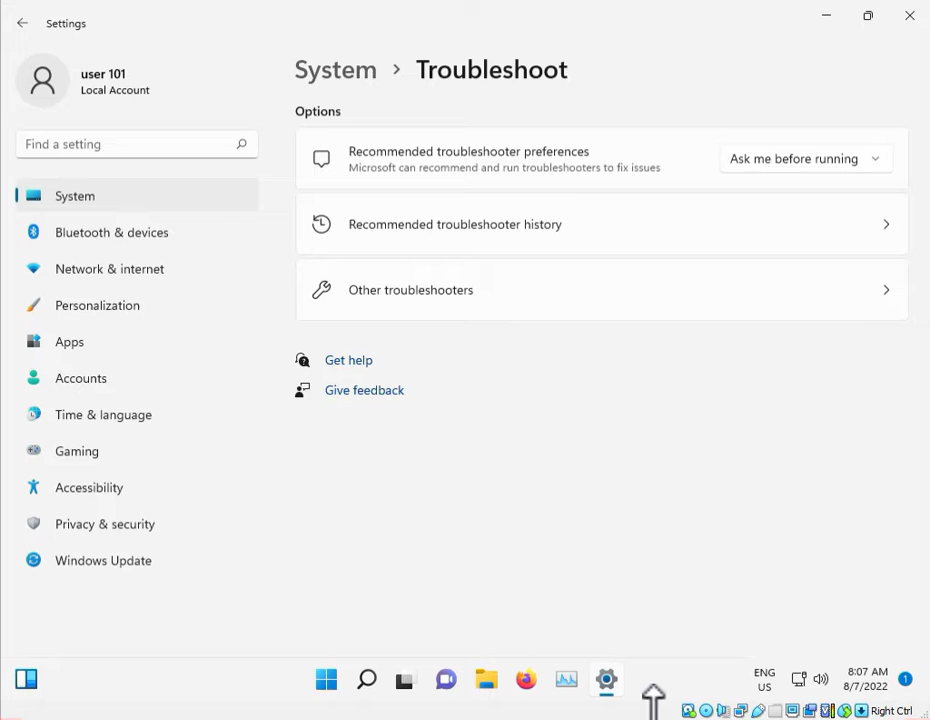 Settings
user 101
Local Account
Find a setting
System
Bluetooth & devices
Network & internet
Personalization
Apps
Accounts
Time & language
Gaming
Accessibility
Privacy & security
Windows Update
System > Troubleshoot
Options
Recommended troubleshooter preferences
Microsoft can recommend and run troubleshooters to fix issues
Ask me before running
Recommended troubleshooter history
Other troubleshooters
Get help
Give feedback
ENG
US
8:07 AM
8/7/2022
1
Right Ctrl